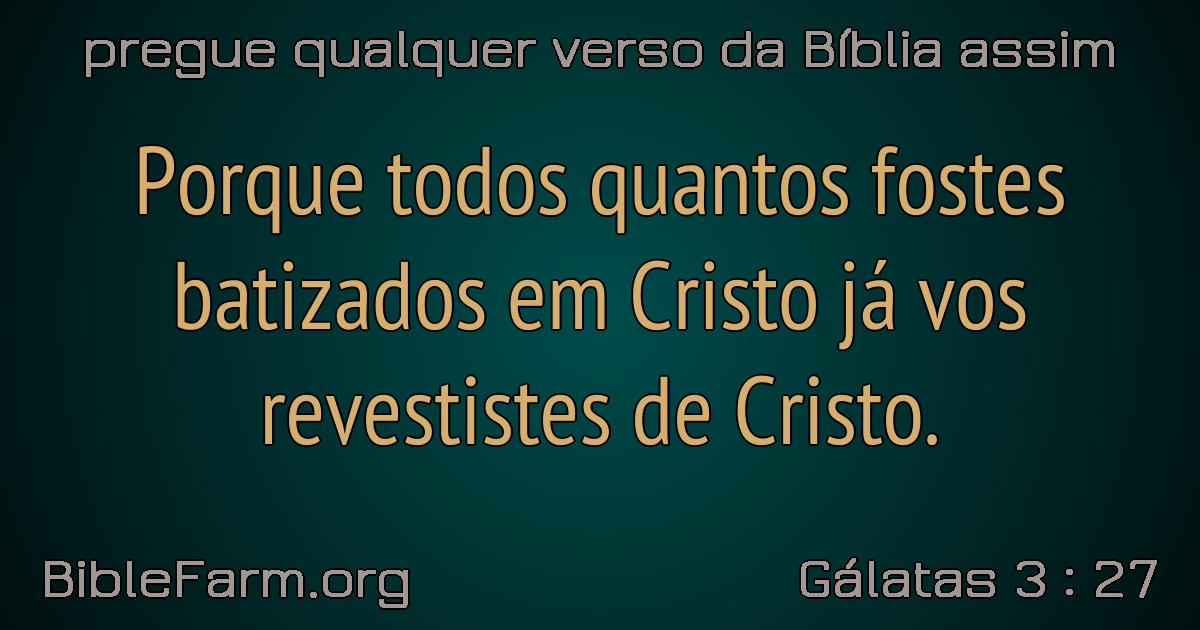 pregue qualquer verso da Bíblia assim
Porque todos quantos fostes
batizados em Cristo já vos
revestistes de Cristo.
BibleFarm.org
Gálatas 3 : 27